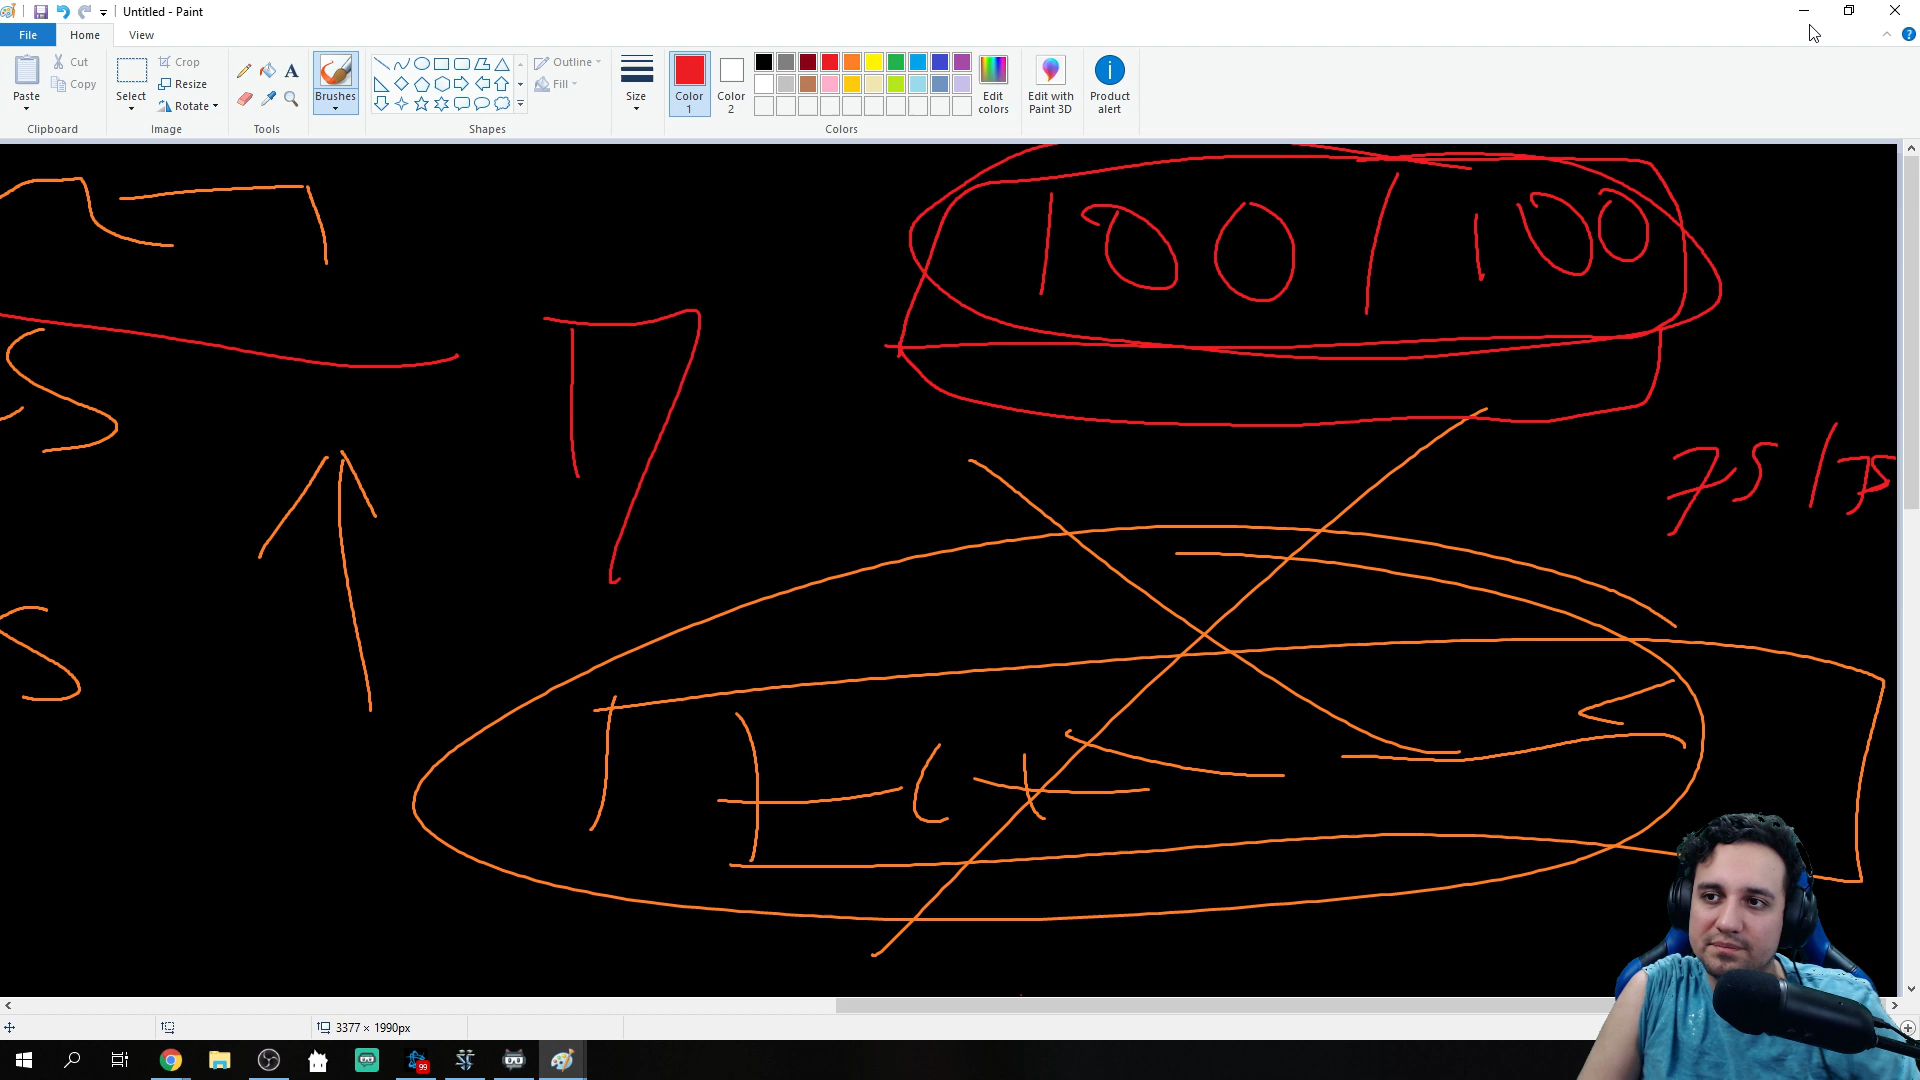 Untitled - Paint
File Home View
Paste
Cut
Copy
Clipboard
Select
Crop
Resize
Rotate
Image
Tools
Brushes
Shapes
Outline
Fill
Size
Color 1
Color 2
Edit colors
Colors
Edit with Paint 3D
Product alert
100/100
17
75/75
3377 × 1990px
99